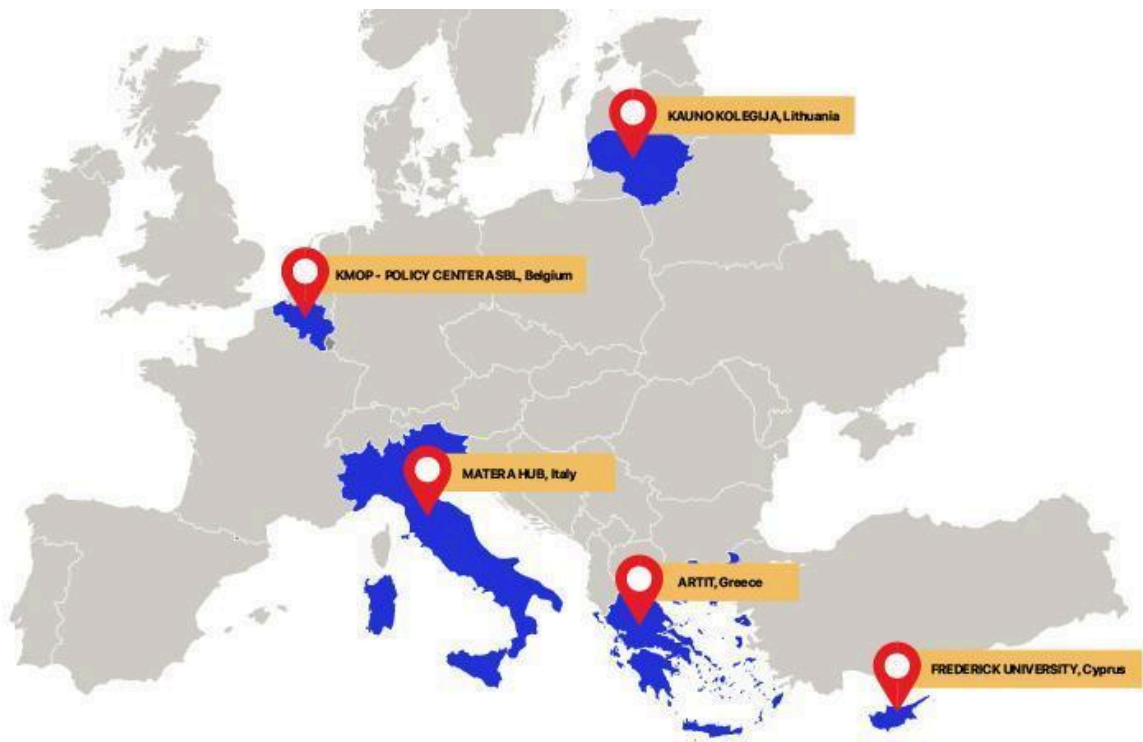 KAUNO KOLEGIJA, Lithuania
KMOP - POLICY CENTER ASBL, Belgium
MATERA HUB, Italy
ARTIT, Greece
FREDERICK UNIVERSITY, Cyprus